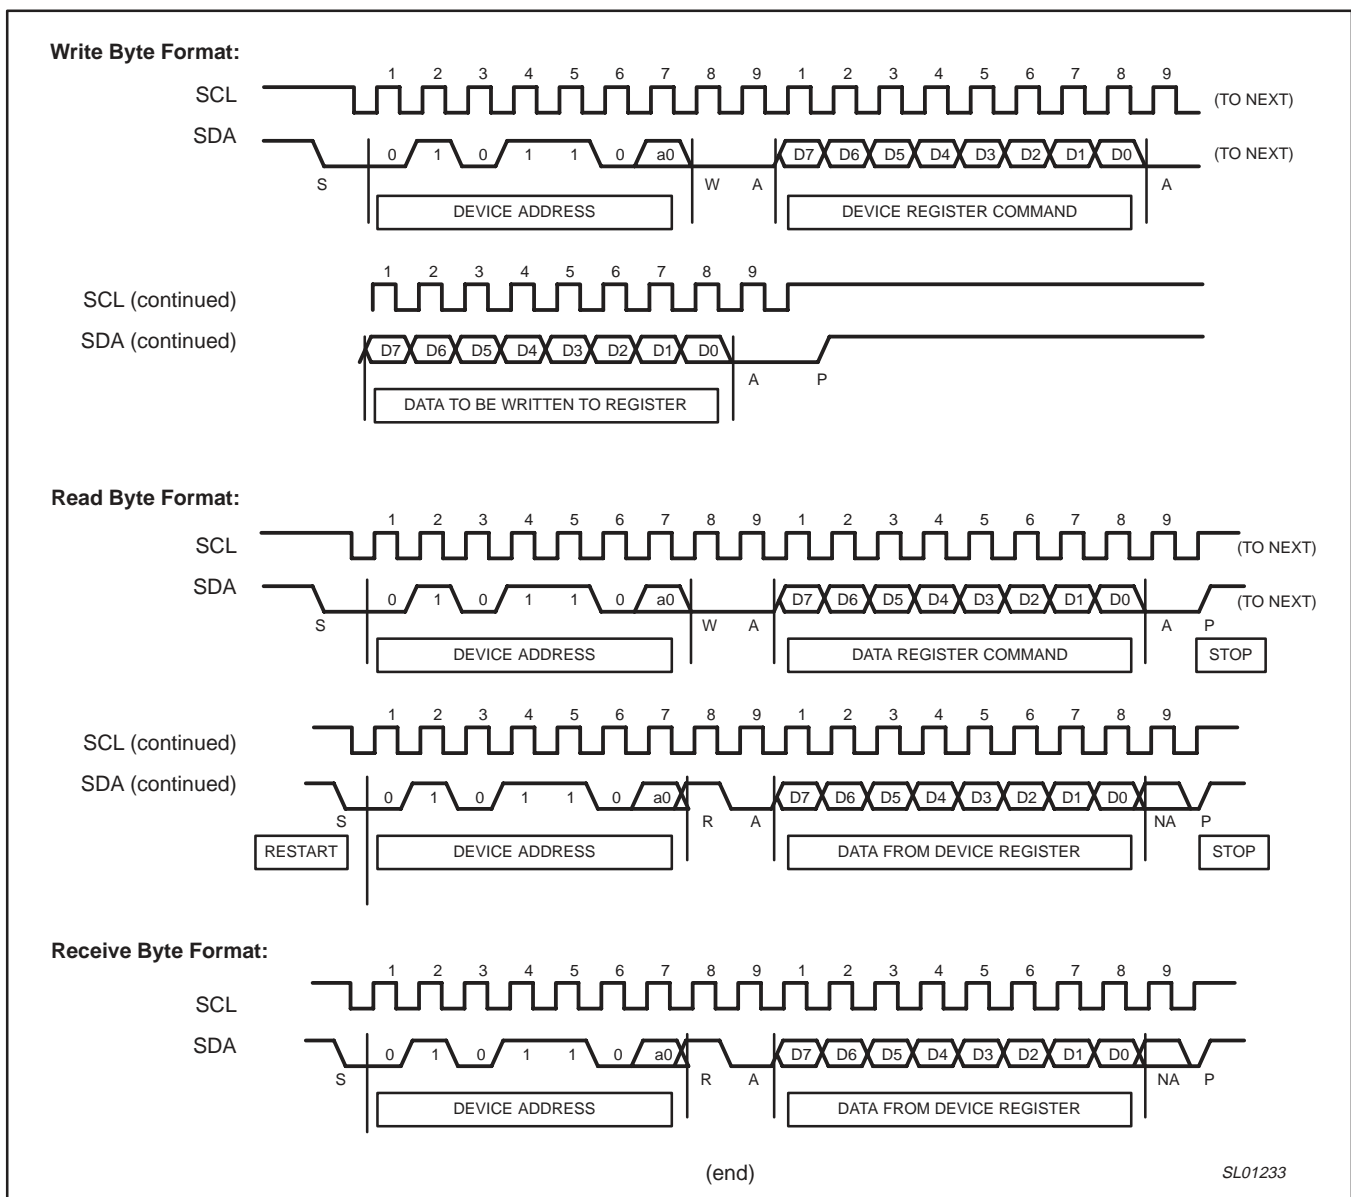 Write Byte Format:
1 2 3 4 5 6 7 8 9 1 2 3 4 5 6 7 8 9
SCL (TO NEXT)
SDA 0 1 0 1 1 0 a0 D7 D6 D5 D4 D3 D2 D1 D0 (TO NEXT)
S W A A
DEVICE ADDRESS DEVICE REGISTER COMMAND
1 2 3 4 5 6 7 8 9
SCL (continued)
SDA (continued) D7 D6 D5 D4 D3 D2 D1 D0
A P
DATA TO BE WRITTEN TO REGISTER
Read Byte Format:
1 2 3 4 5 6 7 8 9 1 2 3 4 5 6 7 8 9
SCL (TO NEXT)
SDA 0 1 0 1 1 0 a0 D7 D6 D5 D4 D3 D2 D1 D0 (TO NEXT)
S W A A P
DEVICE ADDRESS DATA REGISTER COMMAND STOP
1 2 3 4 5 6 7 8 9 1 2 3 4 5 6 7 8 9
SCL (continued)
SDA (continued) 0 1 0 1 1 0 a0 D7 D6 D5 D4 D3 D2 D1 D0
S R A NA P
RESTART DEVICE ADDRESS DATA FROM DEVICE REGISTER STOP
Receive Byte Format:
1 2 3 4 5 6 7 8 9 1 2 3 4 5 6 7 8 9
SCL
SDA 0 1 0 1 1 0 a0 D7 D6 D5 D4 D3 D2 D1 D0
S R A NA P
DEVICE ADDRESS DATA FROM DEVICE REGISTER
(end) SL01233